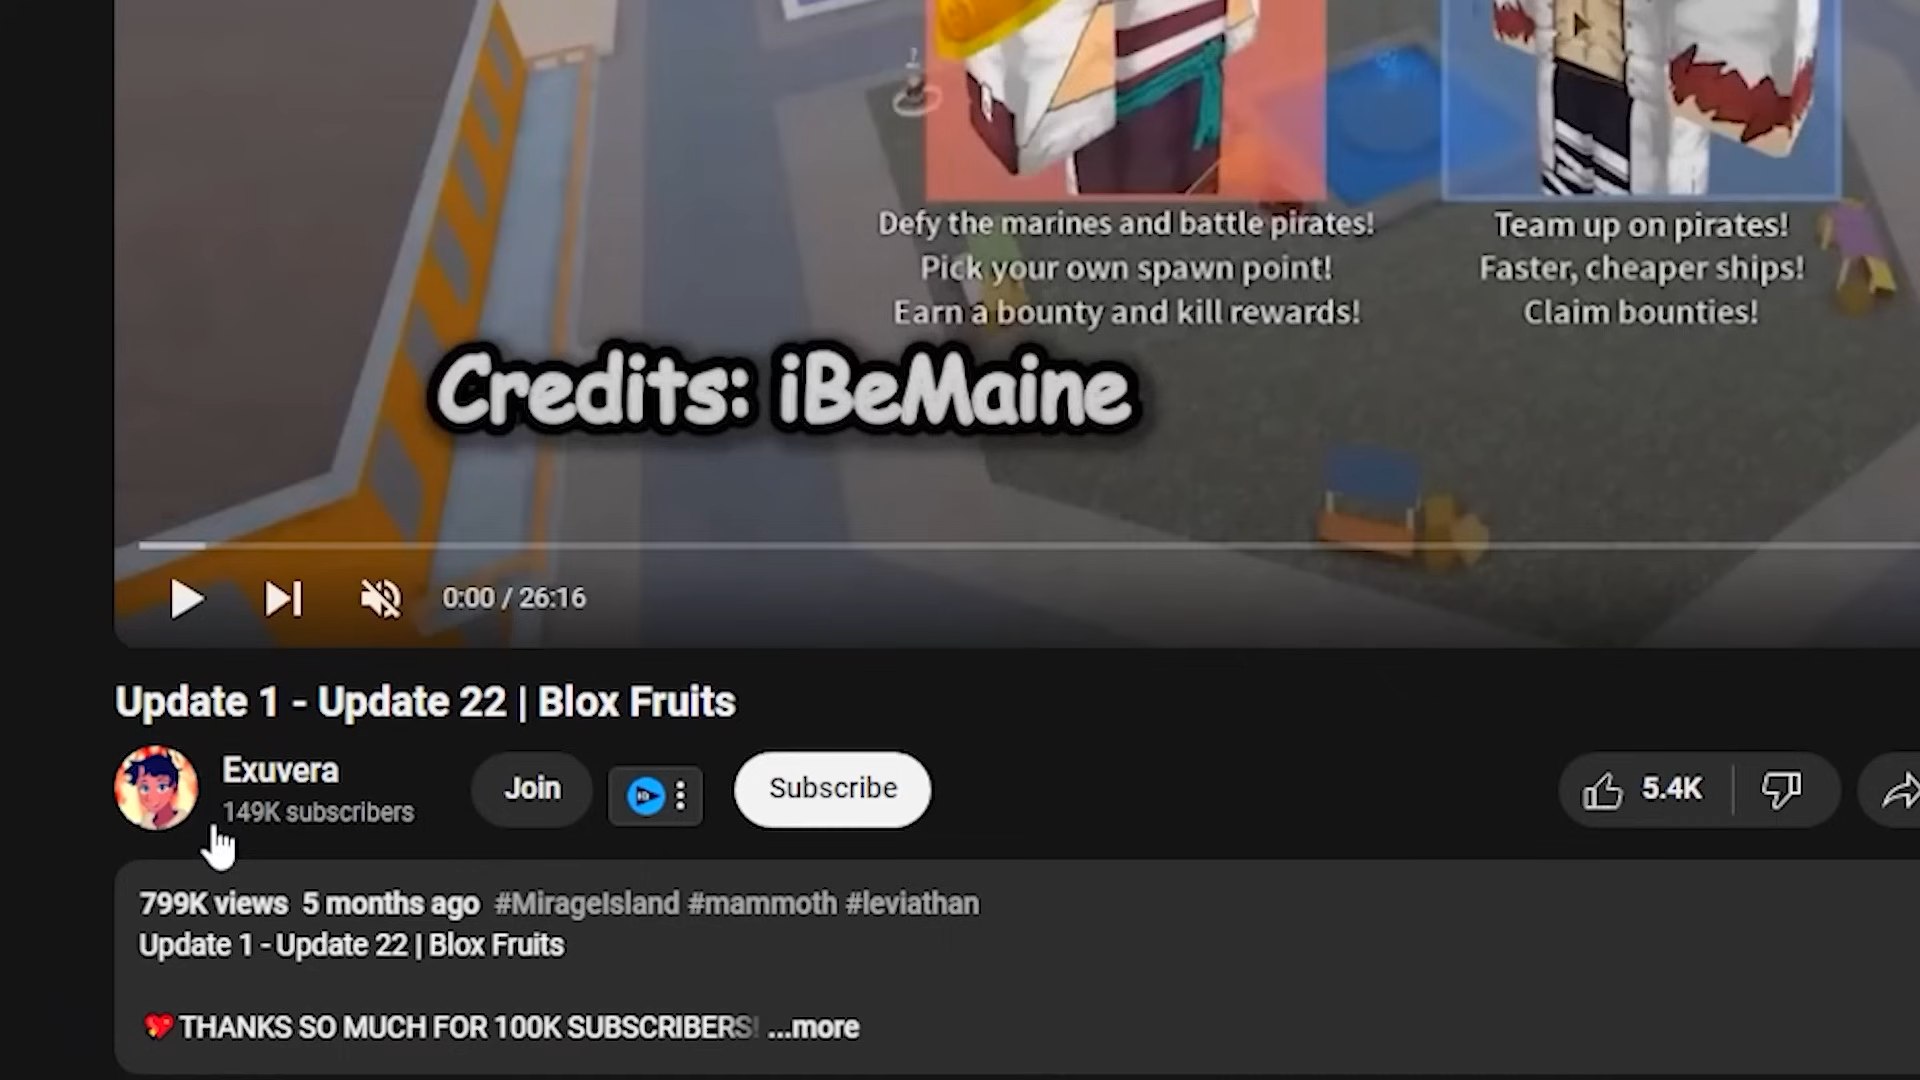 Defy the marines and battle pirates!
Pick your own spawn point!
Earn a bounty and kill rewards!
Team up on pirates!
Faster, cheaper ships!
Claim bounties!
Credits: iBeMaine
0:00 / 26:16
Update 1 - Update 22 | Blox Fruits
Exuvera
149K subscribers
Join
Subscribe
5.4K
799K views 5 months ago #MirageIsland #mammoth #leviathan
Update 1 - Update 22 | Blox Fruits
THANKS SO MUCH FOR 100K SUBSCRIBERS! ...more